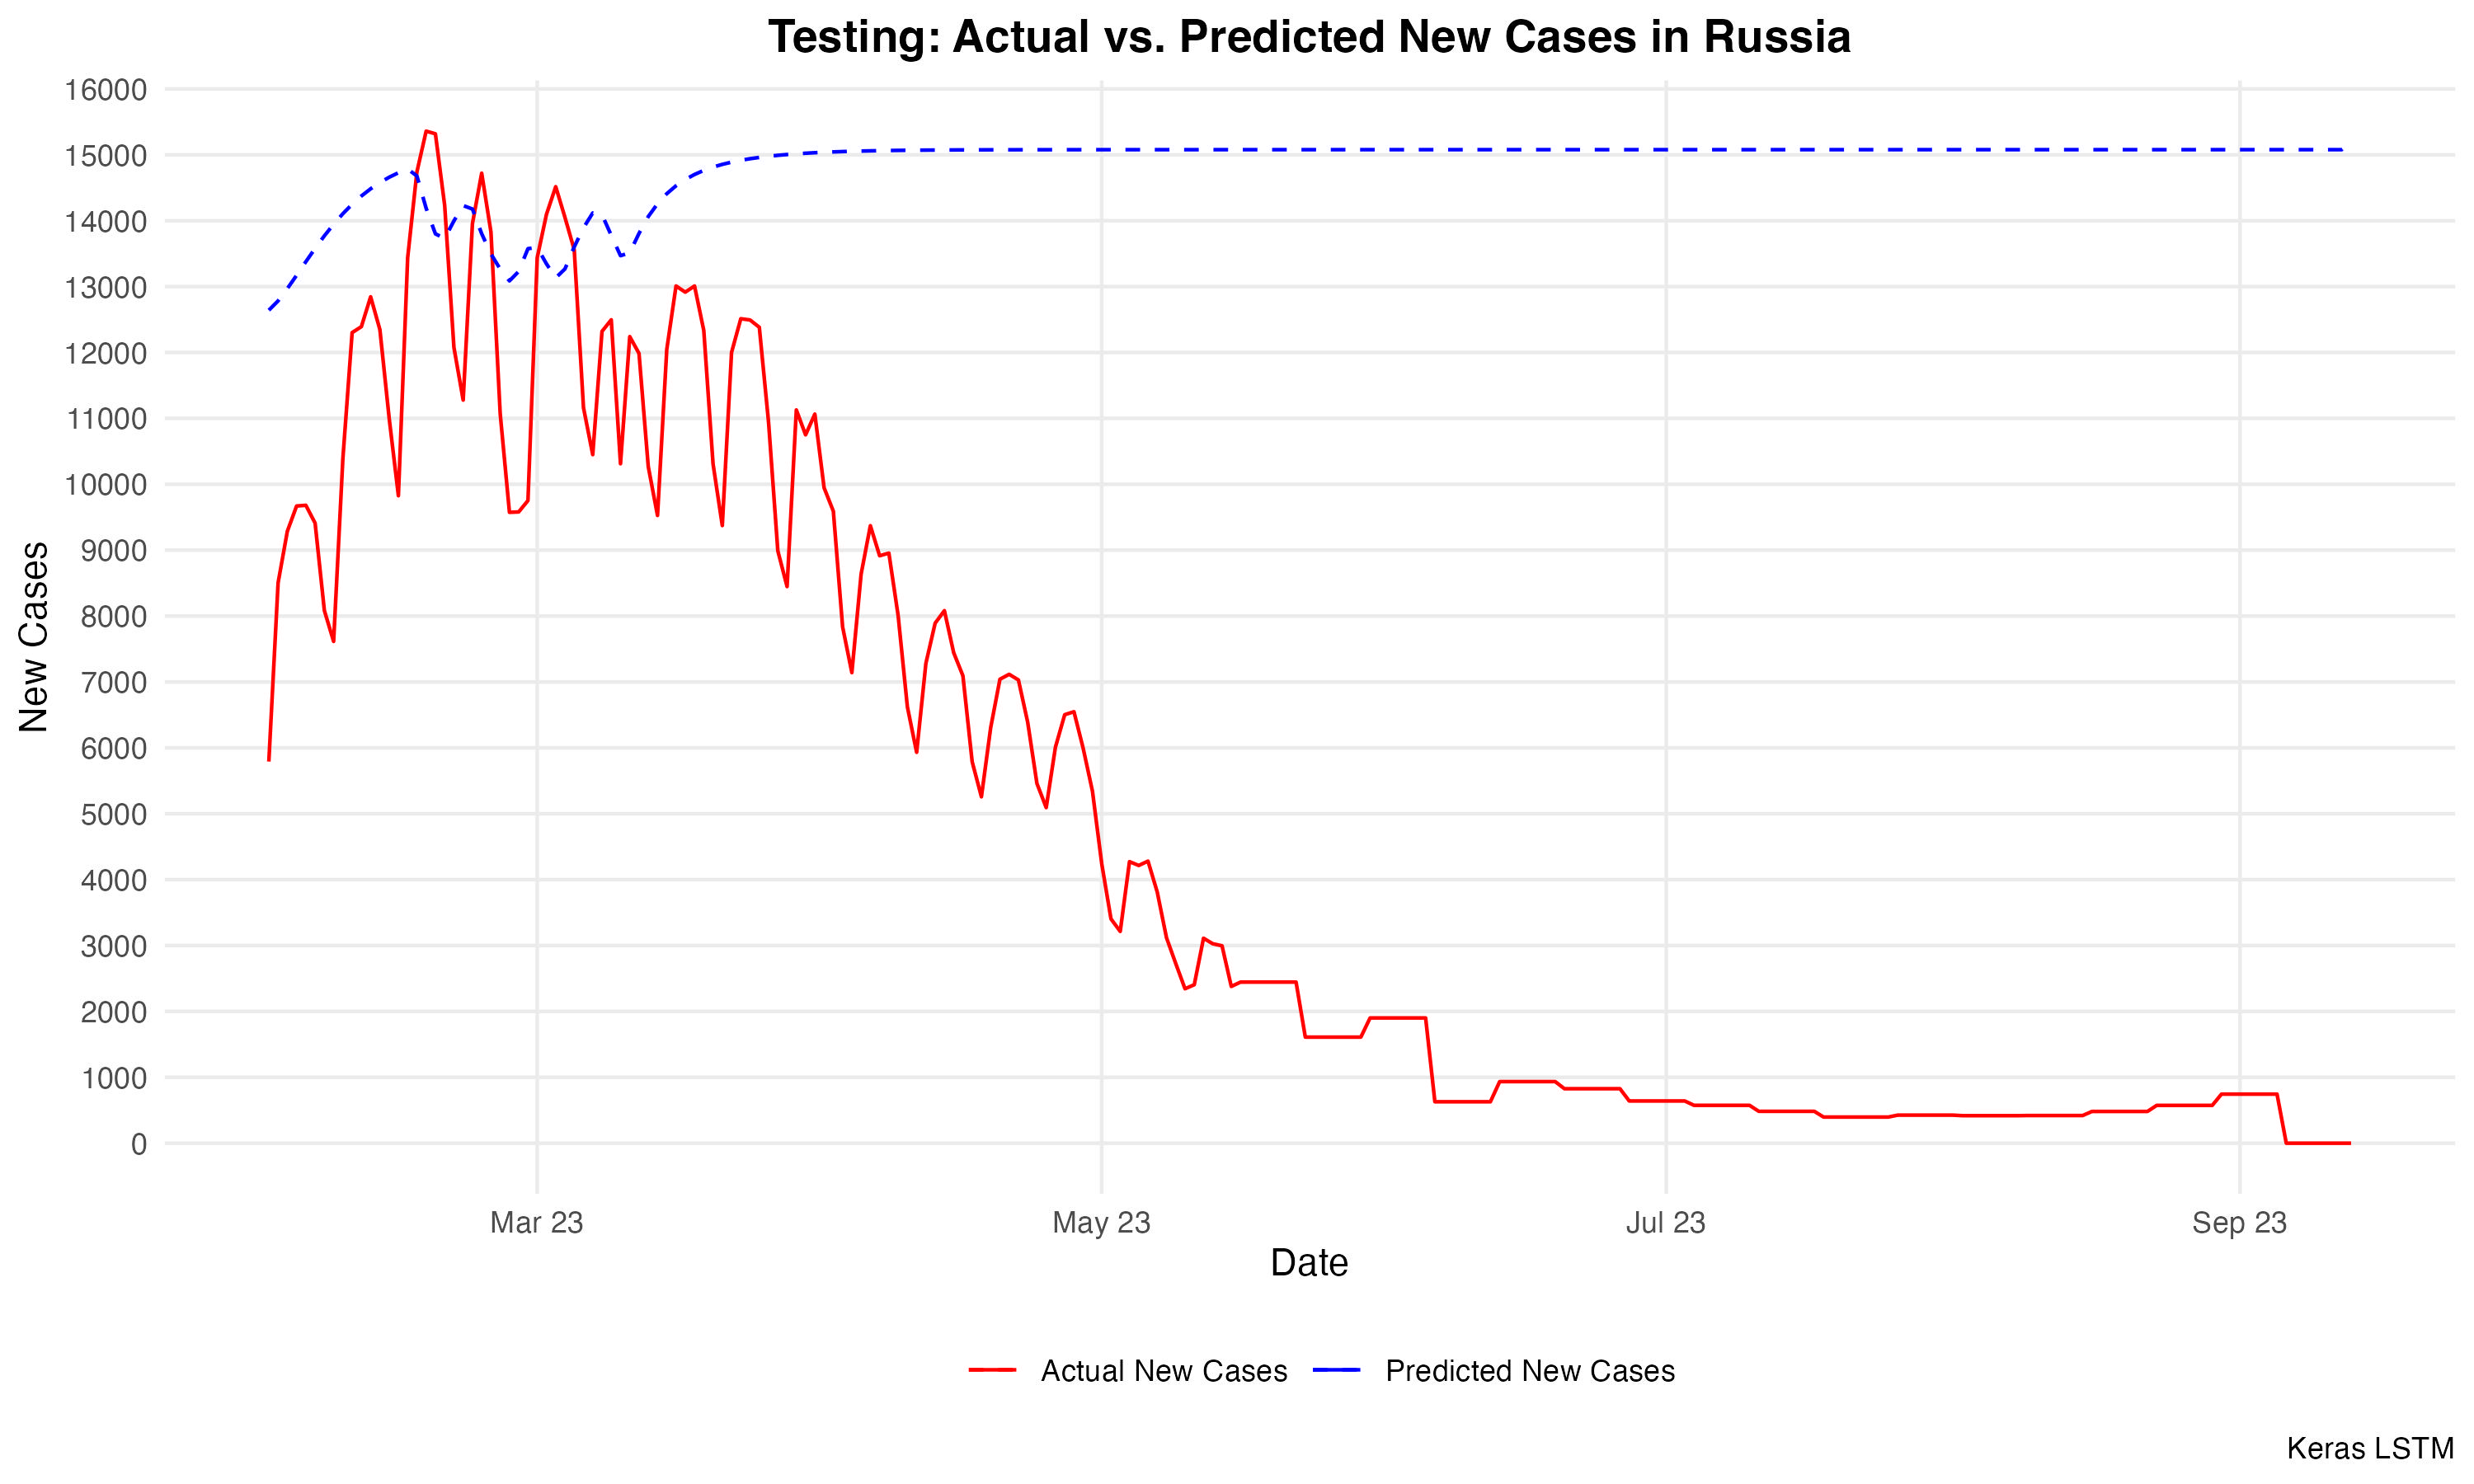 Testing: Actual vs. Predicted New Cases in Russia
16000
15000
14000
13000
12000
11000
10000
9000
8000
7000
6000
5000
4000
3000
2000
1000
0
New Cases
Mar 23
May 23
Jul 23
Sep 23
Date
Actual New Cases
Predicted New Cases
Keras LSTM